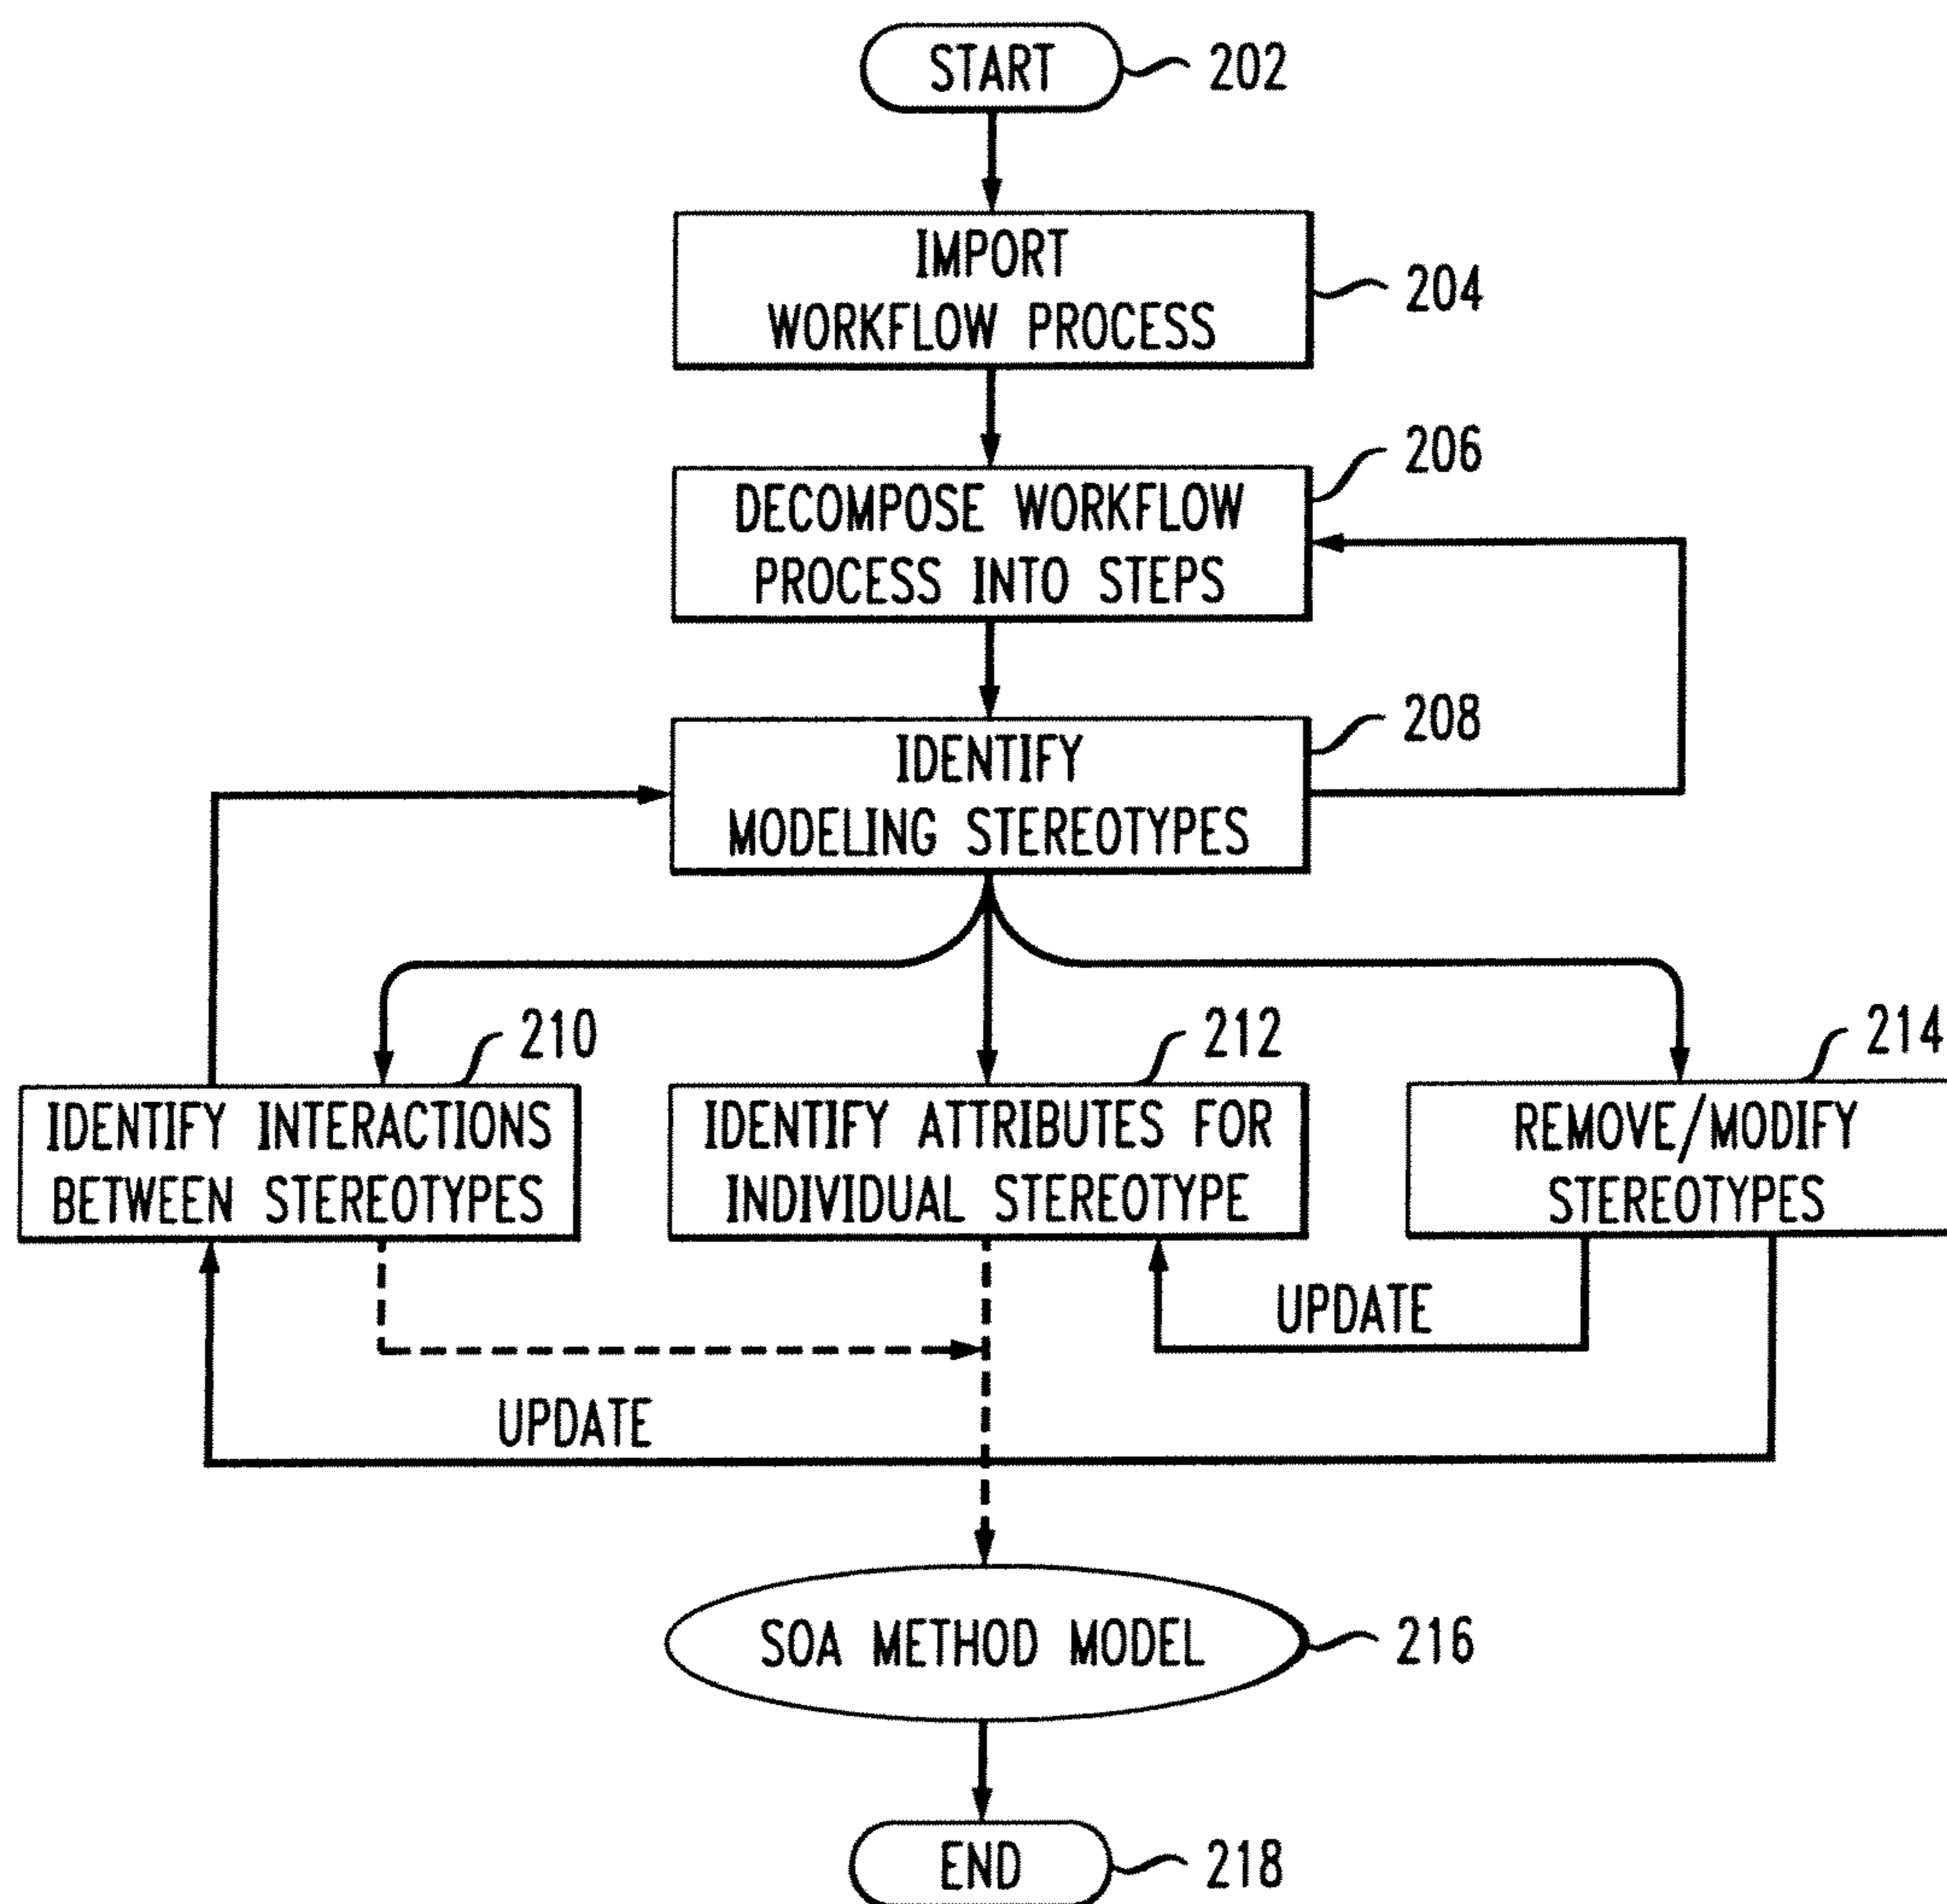 START
202
IMPORT
WORKFLOW PROCESS
204
206
DECOMPOSE WORKFLOW
PROCESS INTO STEPS
208
IDENTIFY
MODELING STEREOTYPES
210
212
214
IDENTIFY INTERACTIONS
BETWEEN STEREOTYPES
IDENTIFY ATTRIBUTES FOR
INDIVIDUAL STEREOTYPE
REMOVE/MODIFY
STEREOTYPES
UPDATE
UPDATE
SOA METHOD MODEL
216
END
218